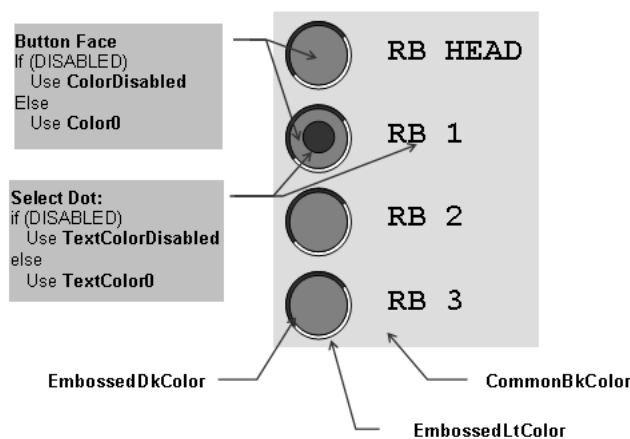 Button Face
If (DISABLED)
Use ColorDisabled
Else
Use Color0
Select Dot:
if (DISABLED)
Use TextColorDisabled
else
Use TextColor0
RB HEAD
RB 1
RB 2
RB 3
EmbossedDkColor
CommonBkColor
EmbossedLtColor